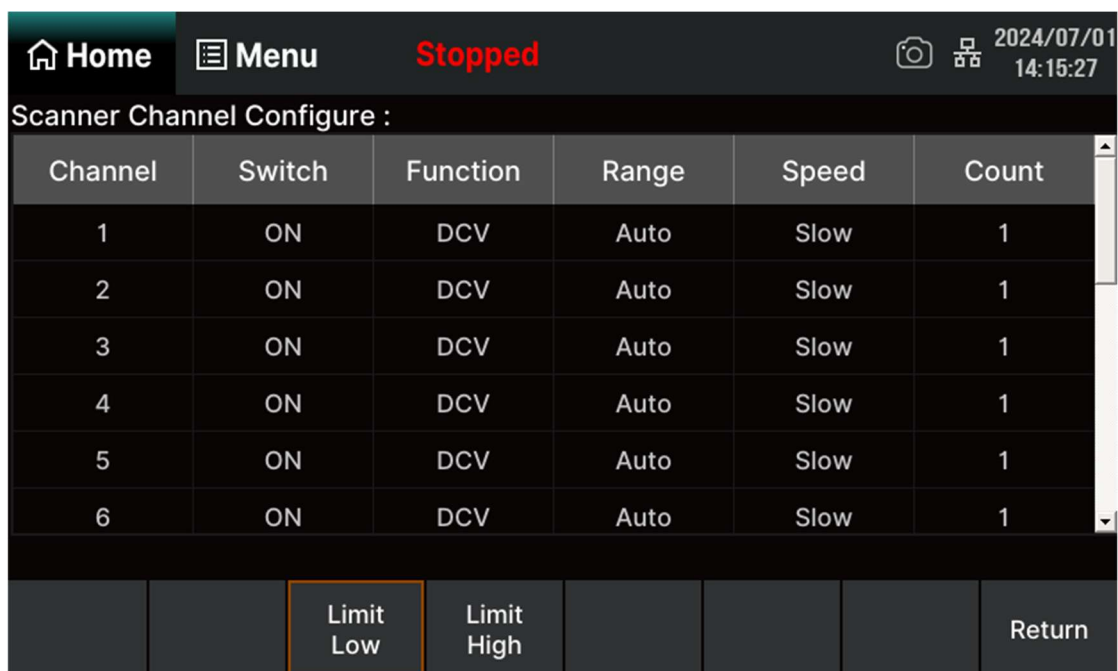 Home Menu Stopped 2024/07/01
14:15:27
Scanner Channel Configure :
Channel Switch Function Range Speed Count
1 ON DCV Auto Slow 1
2 ON DCV Auto Slow 1
3 ON DCV Auto Slow 1
4 ON DCV Auto Slow 1
5 ON DCV Auto Slow 1
6 ON DCV Auto Slow 1
Limit Low Limit High Return